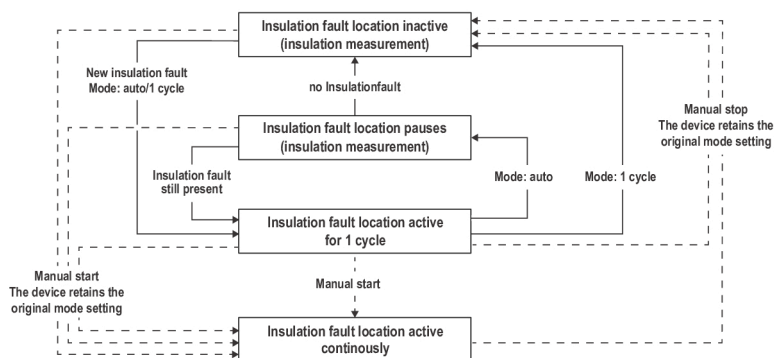 Insulation fault location inactive
(insulation measurement)
New insulation fault
Mode: auto/1 cycle
no Insulationfault
Manual stop
The device retains the
original mode setting
Insulation fault location pauses
(insulation measurement)
Insulation fault
still present
Mode: auto
Mode: 1 cycle
Insulation fault location active
for 1 cycle
Manual start
The device retains the
original mode setting
Manual start
Insulation fault location active
continously